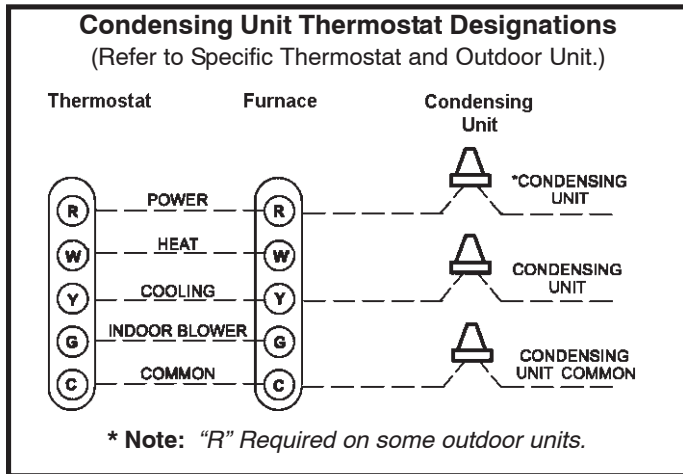 Condensing Unit Thermostat Designations
(Refer to Specific Thermostat and Outdoor Unit.)
Thermostat Furnace Condensing
Unit
R POWER R *CONDENSING
UNIT
W HEAT W
Y COOLING Y CONDENSING
UNIT
G INDOOR BLOWER G
C COMMON C CONDENSING
UNIT COMMON
* Note: "R" Required on some outdoor units.